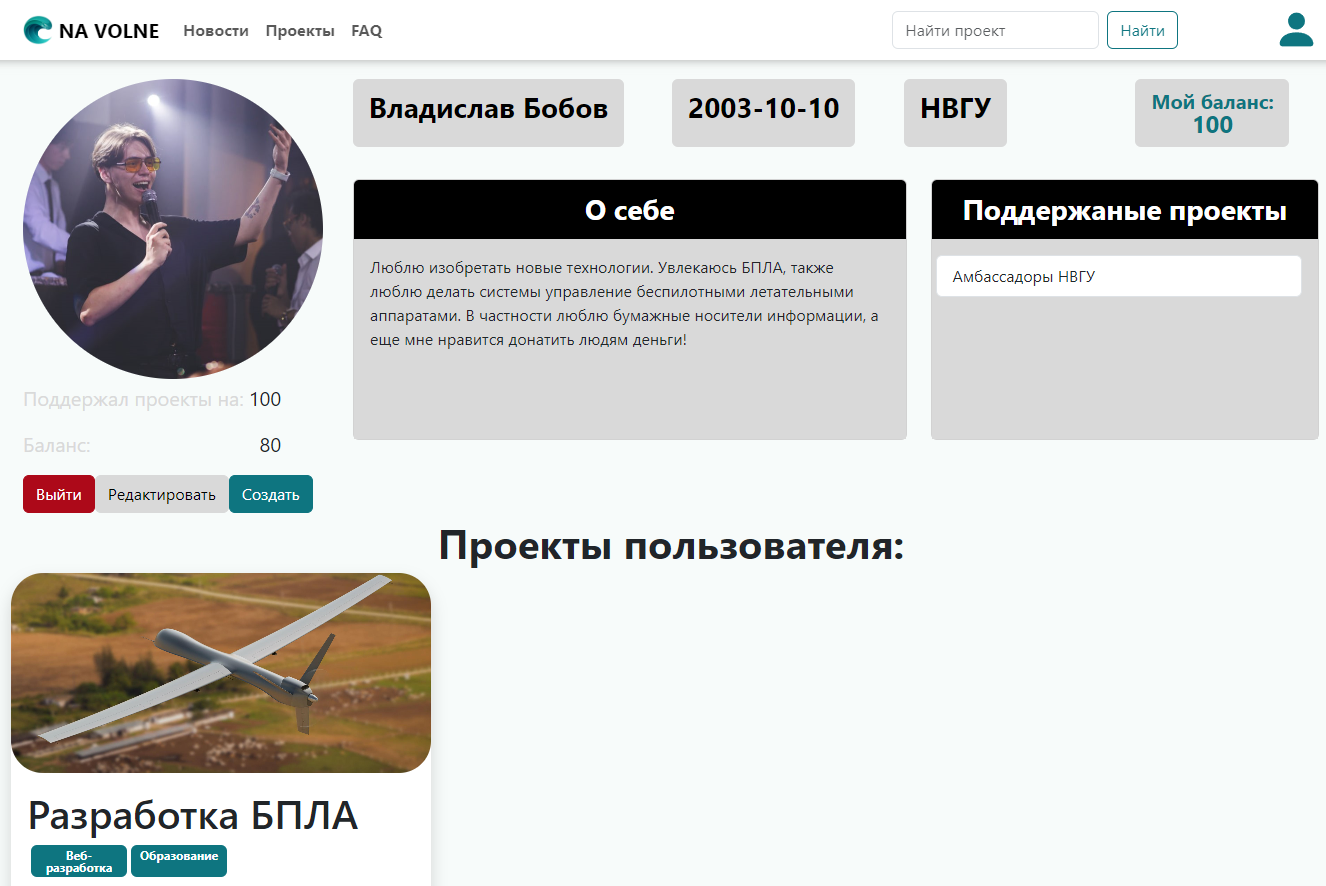 NA VOLNE Новости Проекты FAQ Найти проект Найти
Владислав Бобов 2003-10-10 НВГУ Мой баланс:
100
О себе
Люблю изобретать новые технологии. Увлекаюсь БПЛА, также
люблю делать системы управление беспилотными летательными
аппаратами. В частности люблю бумажные носители информации, а
еще мне нравится донатить людям деньги!
Поддержаные проекты
Амбассадоры НВГУ
Поддержал проекты на: 100
Баланс: 80
Выйти Редактировать Создать
Проекты пользователя:
Разработка БПЛА
Веб-
разработка
Образование